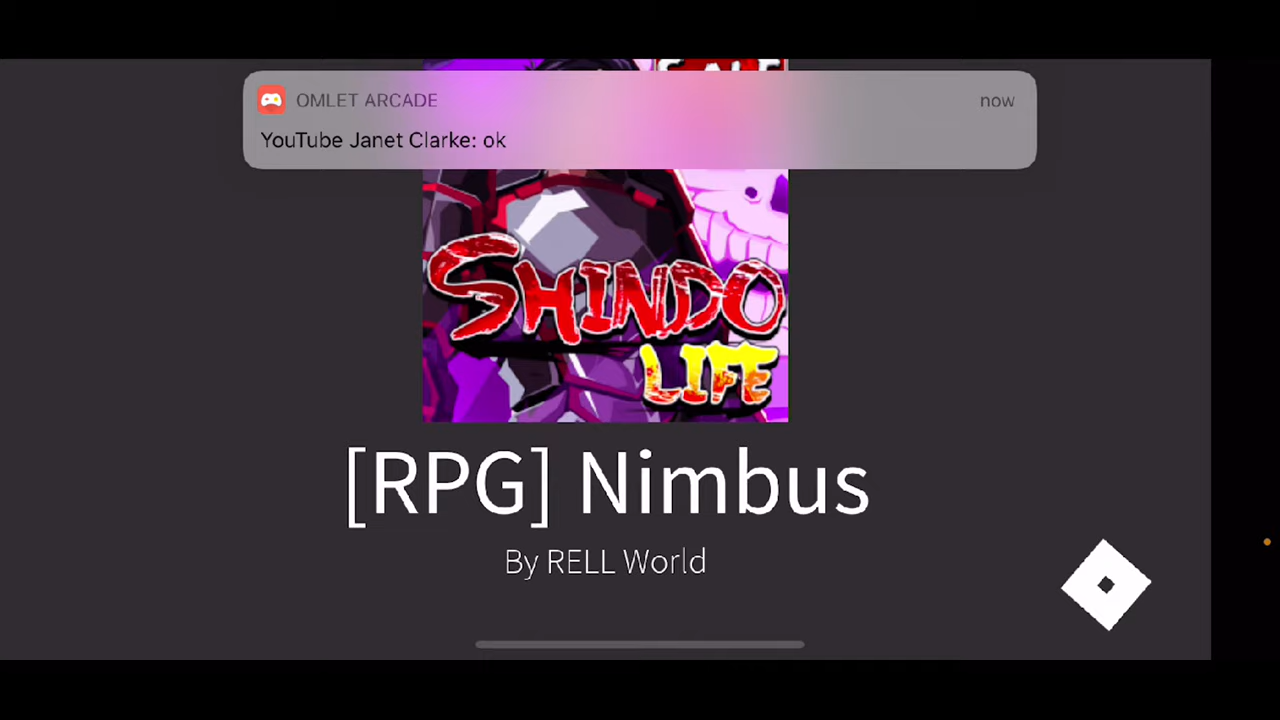 OMLET ARCADE now
YouTube Janet Clarke: ok
SHINDO
LIFE
[RPG] Nimbus
By RELL World